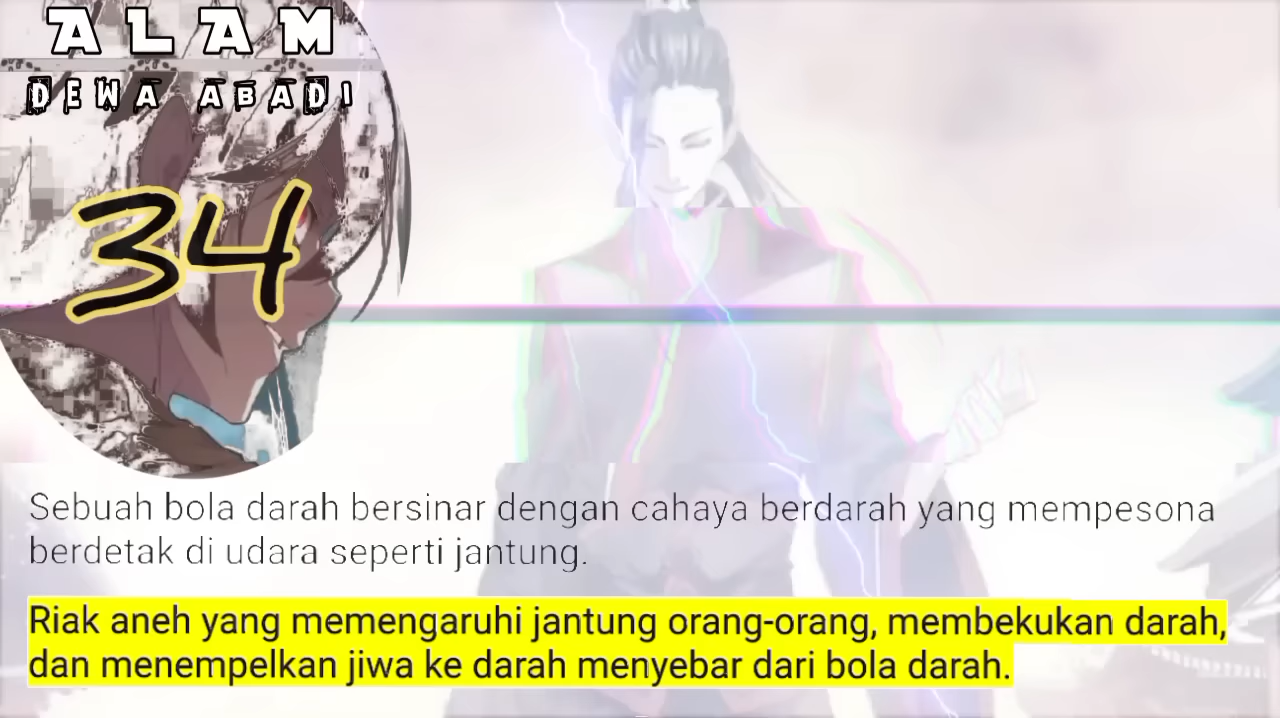 ALAM
DEWA ABADI
34
Sebuah bola darah bersinar dengan cahaya berdarah yang mempesona
berdetak di udara seperti jantung.
Riak aneh yang memengaruhi jantung orang-orang, membekukan darah,
dan menempelkan jiwa ke darah menyebar dari bola darah.